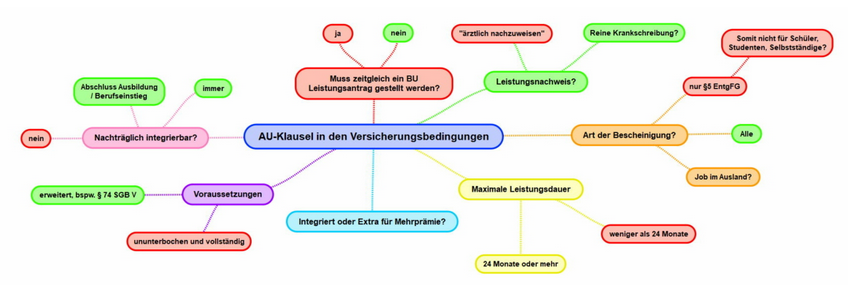 ja
nein
"ärztlich nachzuweisen"
Reine Krankschreibung?
Somit nicht für Schüler,
Studenten, Selbstständige?
Muss zeitgleich ein BU
Leistungsantrag gestellt werden?
Leistungsnachweis?
nur §5 EntgFG
Abschluss Ausbildung
/ Berufseinstieg
immer
nein
Nachträglich integrierbar?
AU-Klausel in den Versicherungsbedingungen
Art der Bescheinigung?
Alle
Job im Ausland?
erweitert, bspw. § 74 SGB V
Voraussetzungen
Maximale Leistungsdauer
Integriert oder Extra für Mehrprämie?
ununterbochen und vollständig
weniger als 24 Monate
24 Monate oder mehr